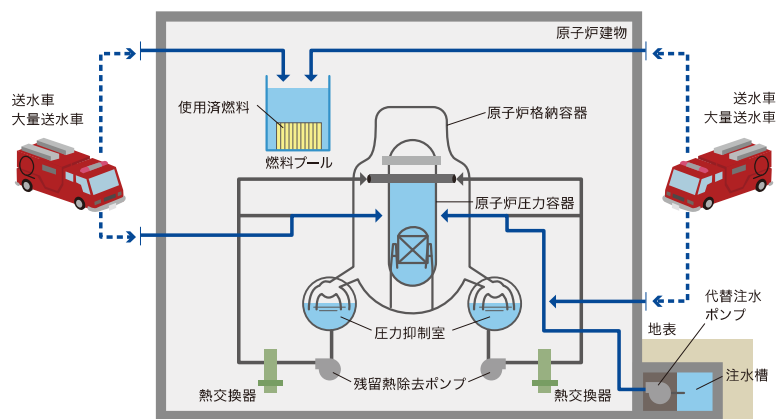 原子炉建物
送水車
大量送水車
使用済燃料
原子炉格納容器
送水車
大量送水車
燃料プール
原子炉圧力容器
代替注水
ポンプ
地表
圧力抑制室
注水槽
残留熱除去ポンプ
熱交換器
熱交換器